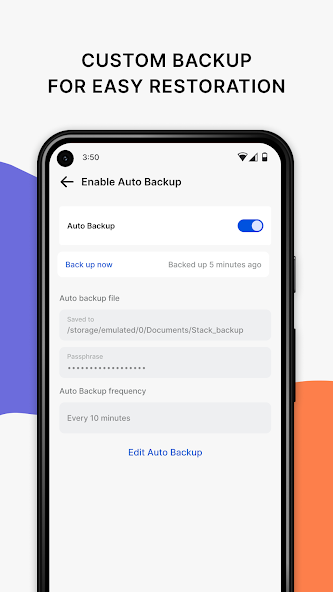 CUSTOM BACKUP
FOR EASY RESTORATION
3:50
Enable Auto Backup
Auto Backup
Back up now
Backed up 5 minutes ago
Auto backup file
Saved to
/storage/emulated/0/Documents/Stack_backup
Passphrase
••••••••••••••••••
Auto Backup frequency
Every 10 minutes
Edit Auto Backup